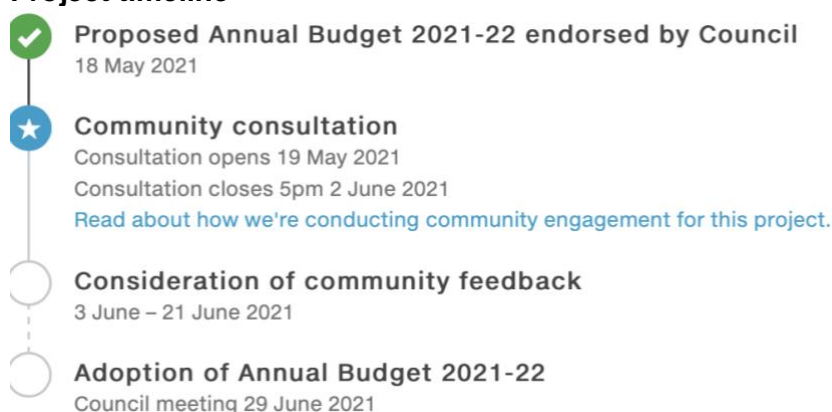 Project timeline
Proposed Annual Budget 2021-22 endorsed by Council
18 May 2021
Community consultation
Consultation opens 19 May 2021
Consultation closes 5pm 2 June 2021
Read about how we're conducting community engagement for this project.
Consideration of community feedback
3 June – 21 June 2021
Adoption of Annual Budget 2021-22
Council meeting 29 June 2021